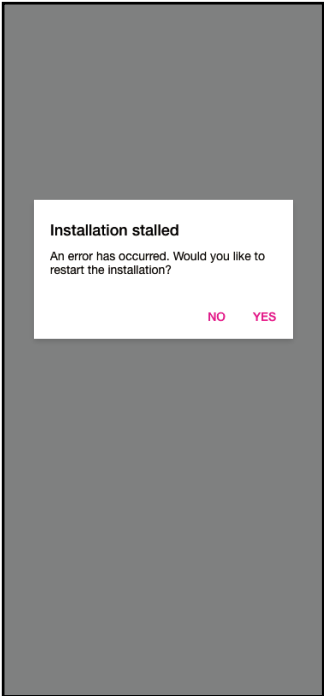 Installation stalled
An error has occurred. Would you like to
restart the installation?
NO YES